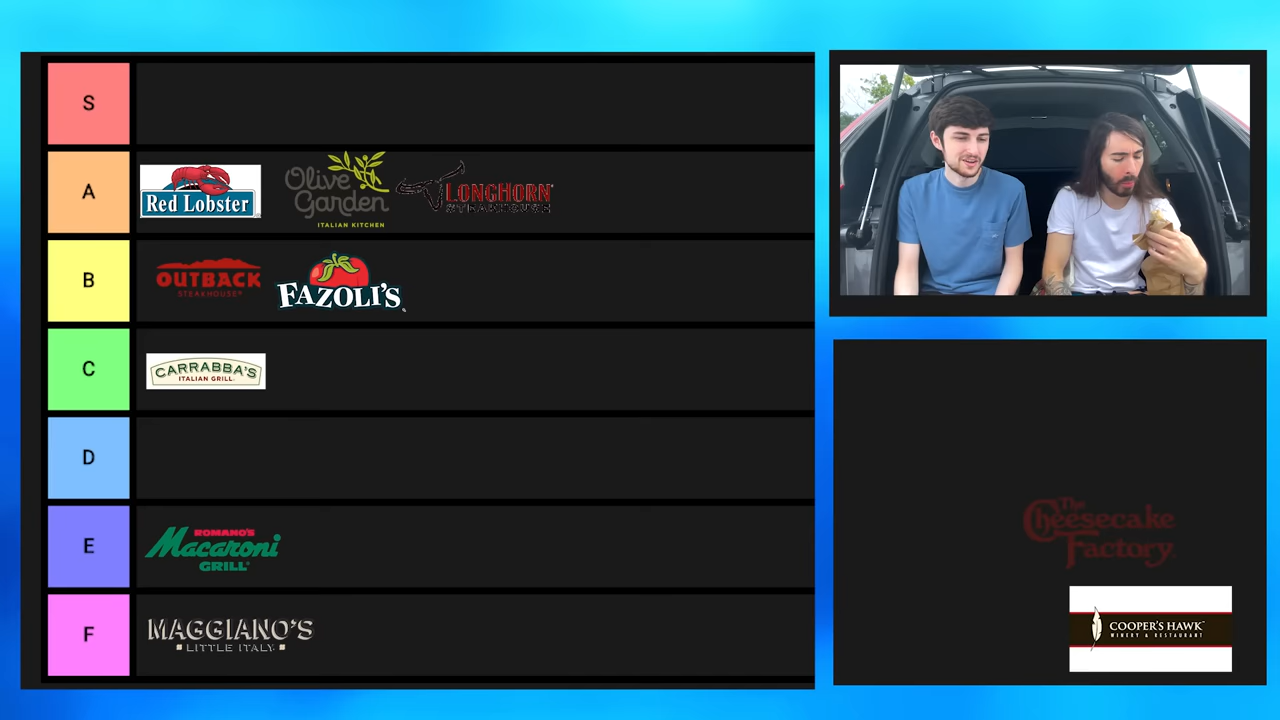 S
A
Red Lobster
Olive
Garden
ITALIAN KITCHEN
LONGHORN
STEAKHOUSE
B
OUTBACK
STEAKHOUSE
FAZOLI'S
C
CARRABBA'S
ITALIAN GRILL
D
E
ROMANO'S
Macaroni
GRILL
F
MAGGIANO'S
LITTLE ITALY
The
Cheesecake
Factory
COOPER'S HAWK
WINERY & RESTAURANT